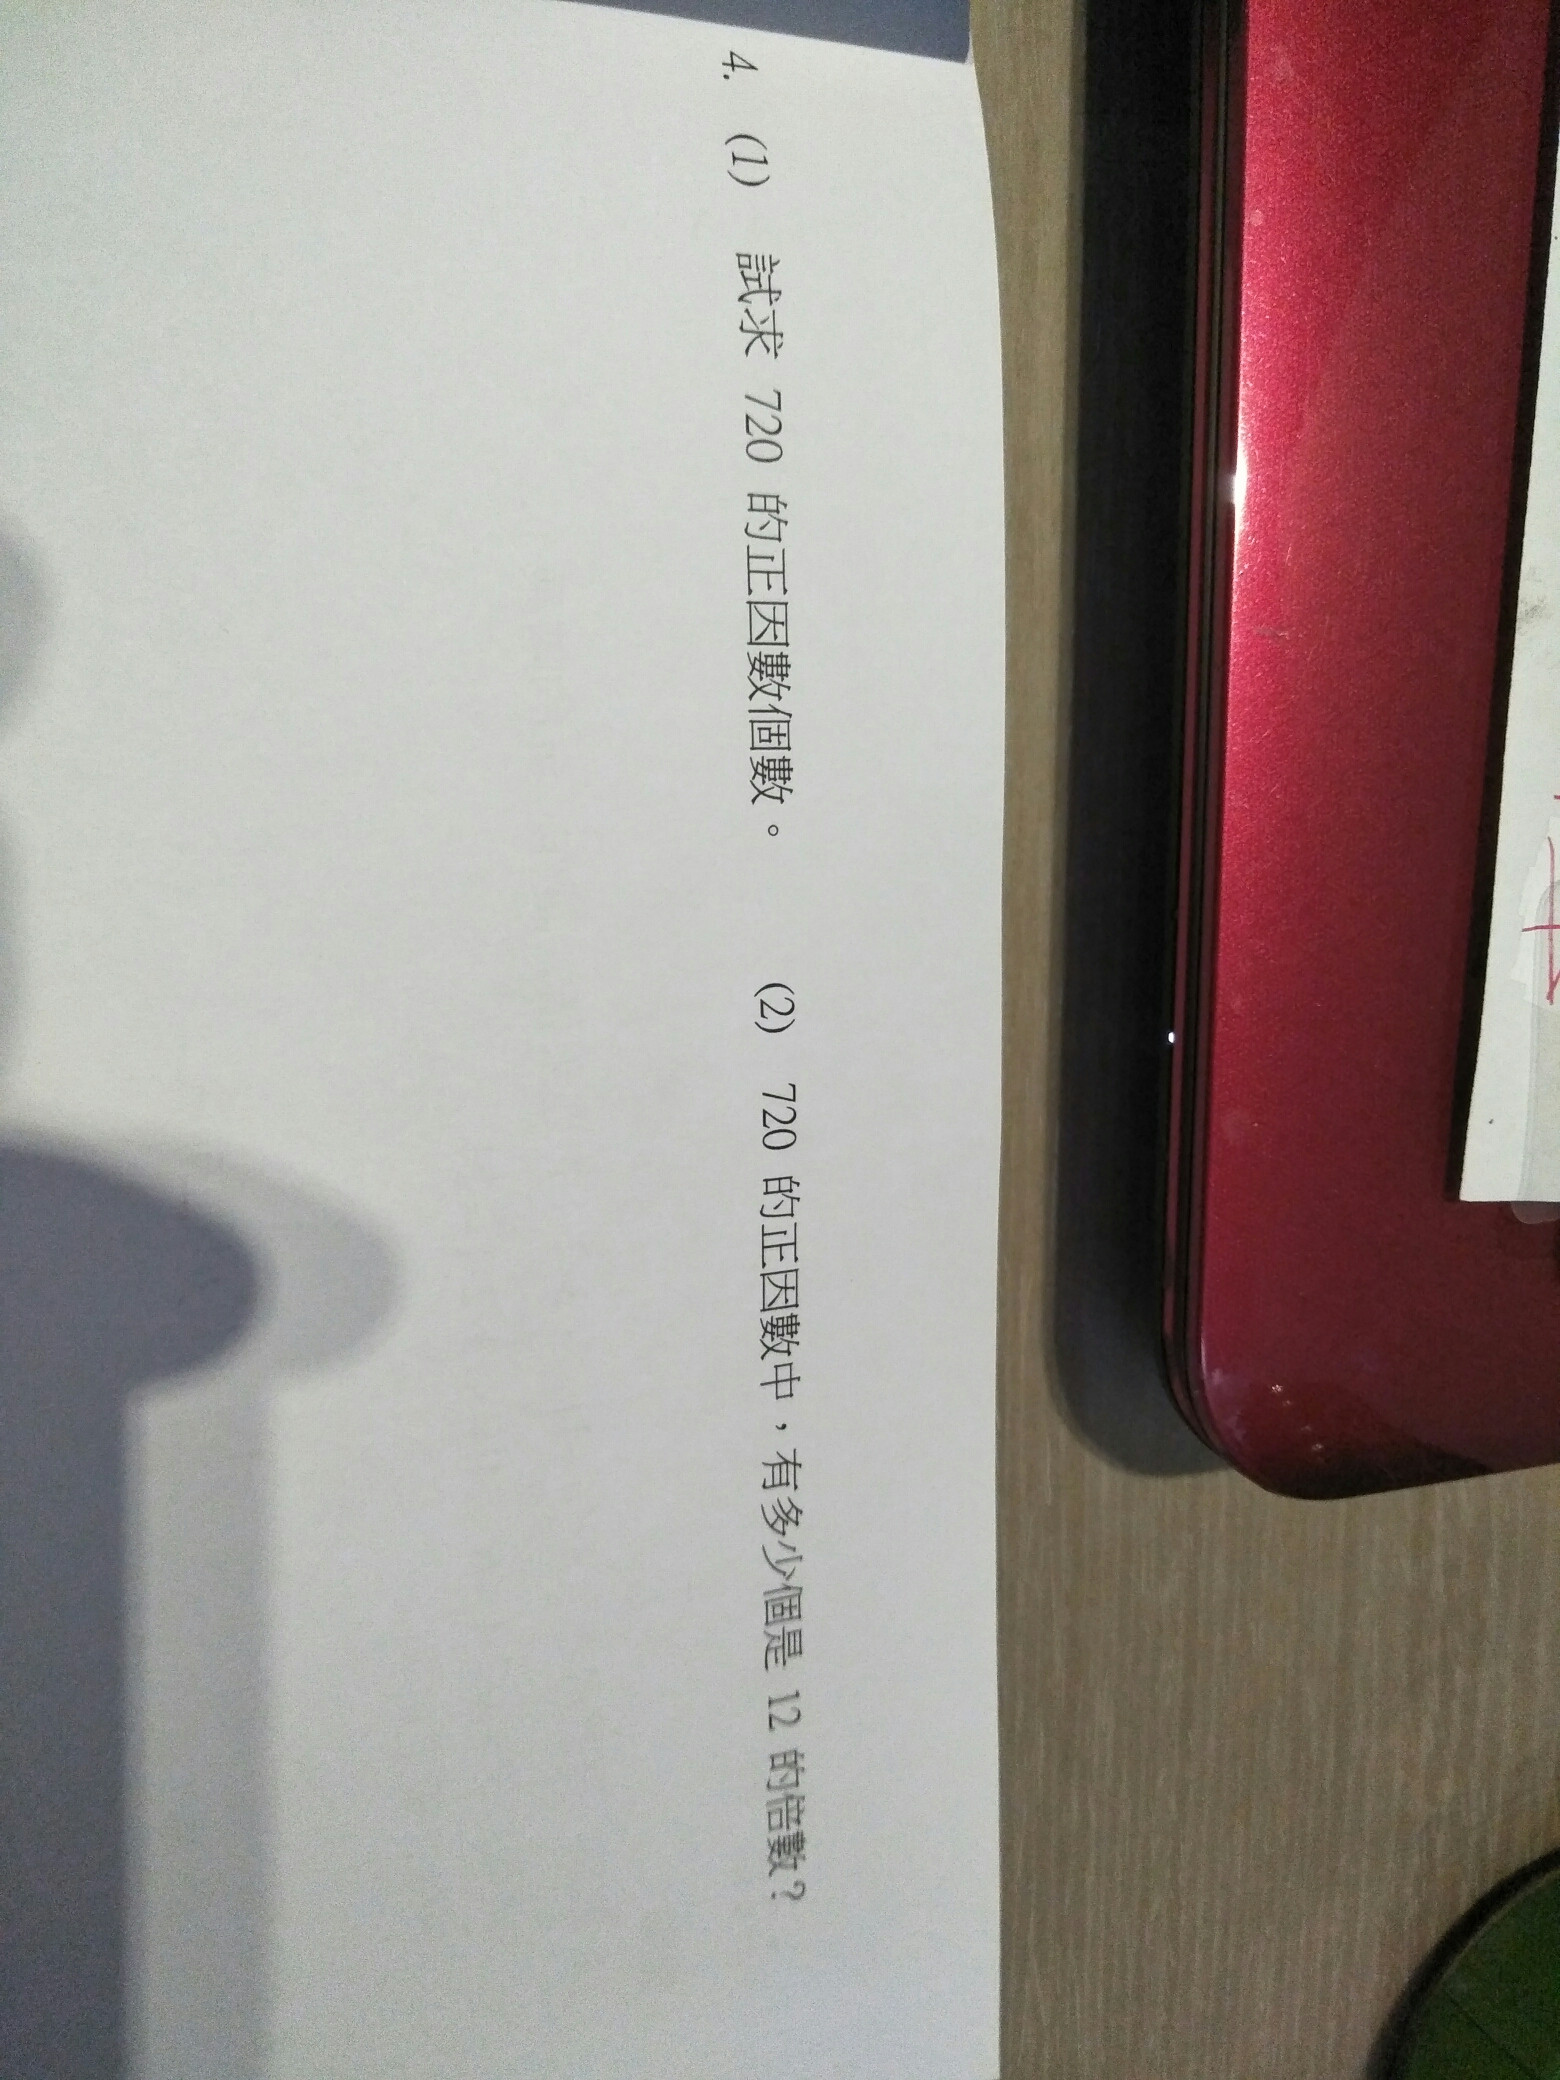 4. (1) 試求 720 的正因數個數。 (2) 720 的正因數中，有多少個是 12 的倍數？